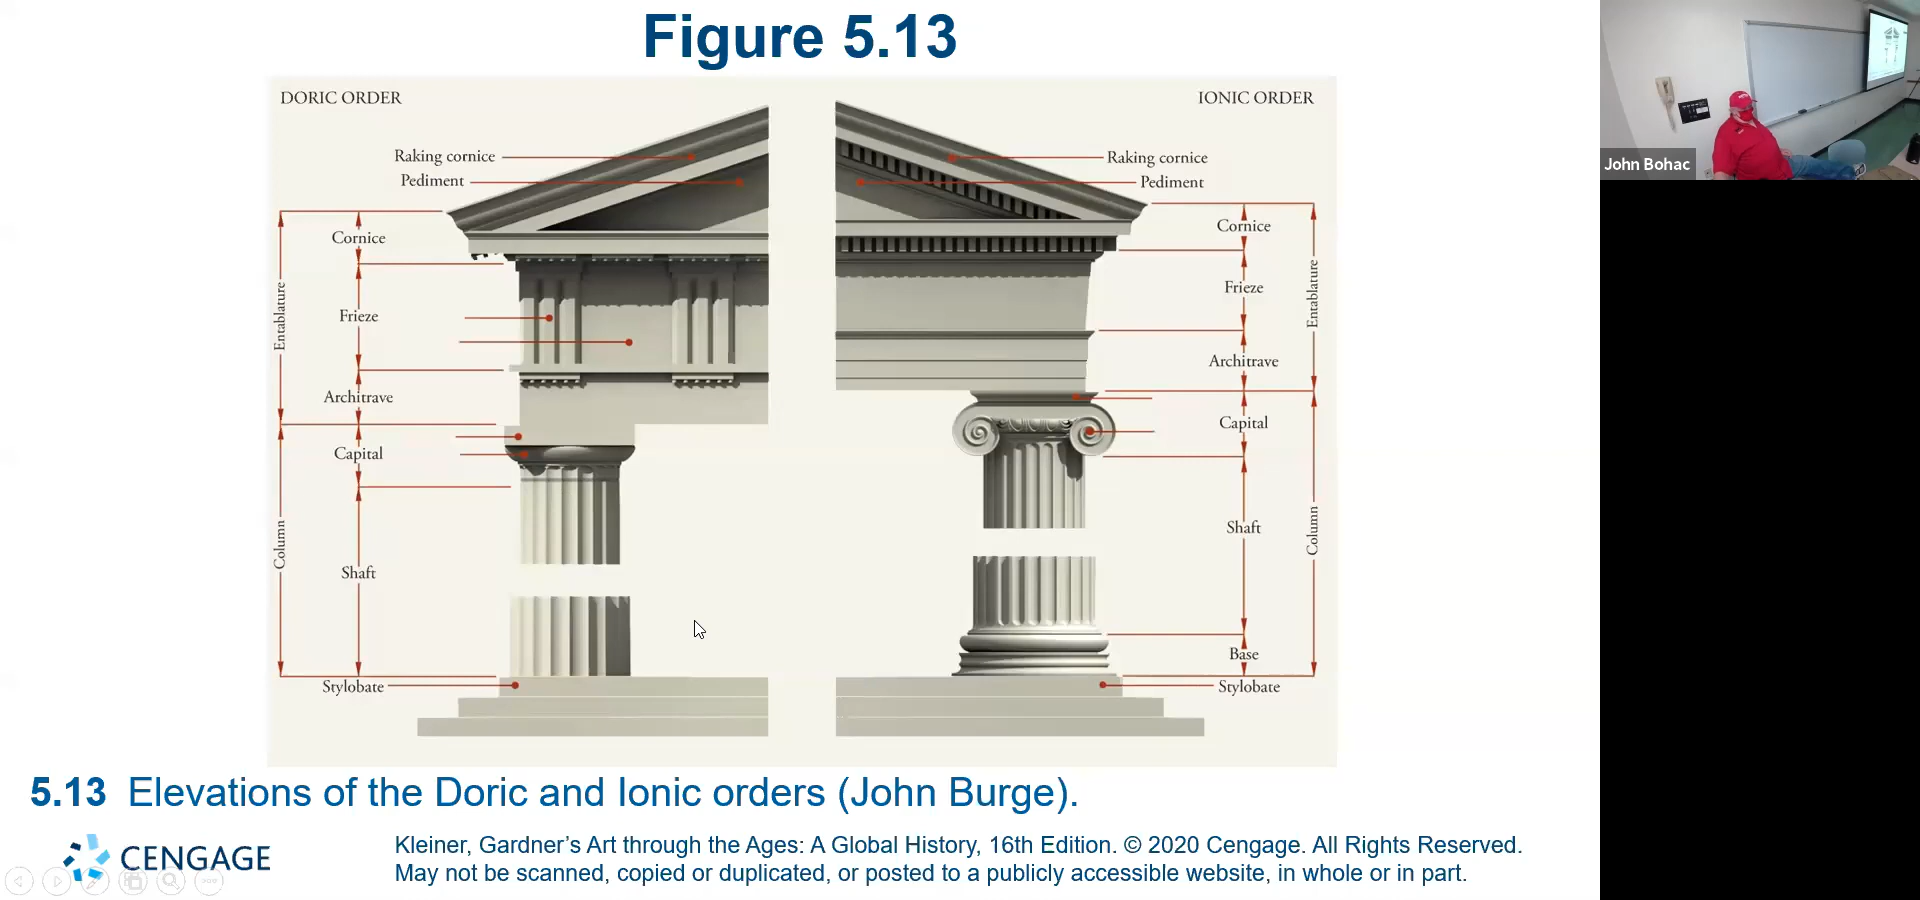 Figure 5.13
DORIC ORDER
IONIC ORDER
Raking cornice
Pediment
Raking cornice
Pediment
Cornice
Frieze
Architrave
Entablature
Capital
Shaft
Column
Stylobate
Cornice
Frieze
Architrave
Entablature
Capital
Shaft
Base
Column
Stylobate
5.13 Elevations of the Doric and Ionic orders (John Burge).
CENGAGE
Kleiner, Gardner’s Art through the Ages: A Global History, 16th Edition. © 2020 Cengage. All Rights Reserved.
May not be scanned, copied or duplicated, or posted to a publicly accessible website, in whole or in part.
John Bohac